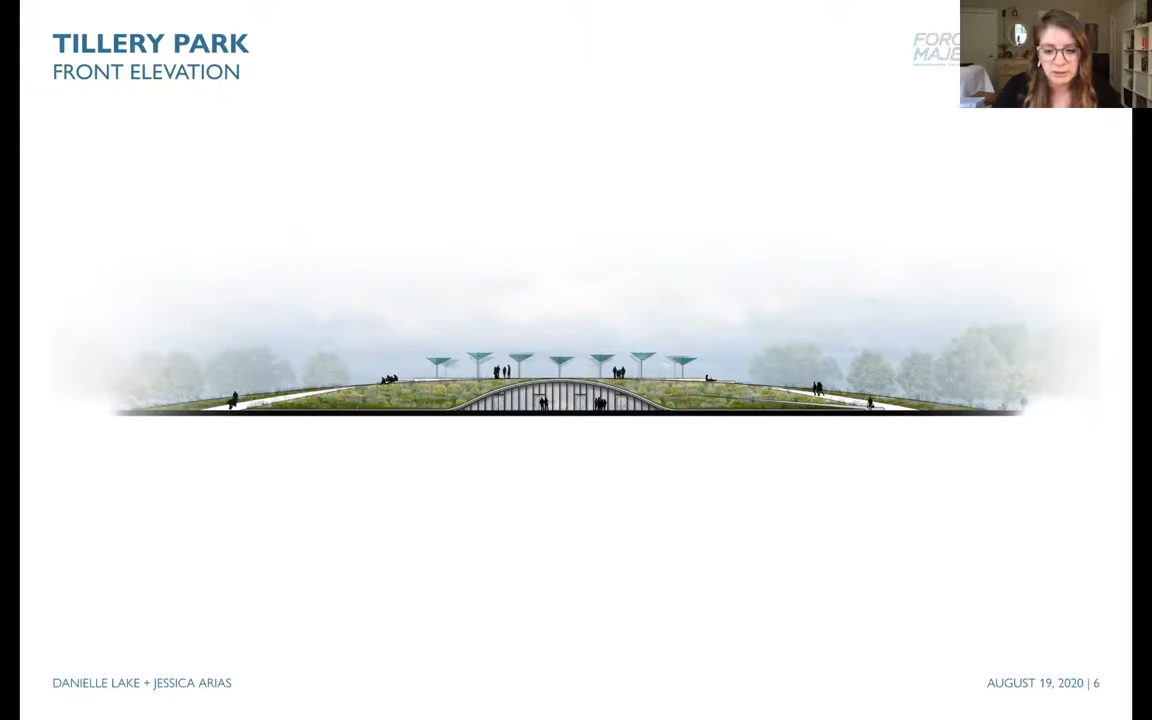 TILLERY PARK
FRONT ELEVATION
DANIELLE LAKE + JESSICA ARIAS
AUGUST 19, 2020 | 6